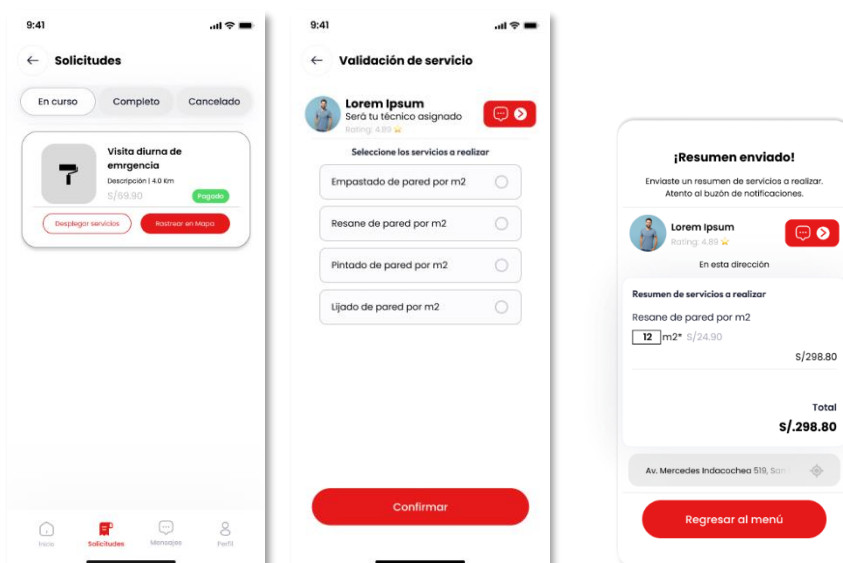 9:41
Solicitudes
En curso
Completo
Cancelado
Visita diurna de
emrgencia
Descripción | 4.0 Km
S/69.90
Pagado
Desplegar servicios
Rastrear en Mapa
Inicio
Solicitudes
Mensajes
Perfil
9:41
Validación de servicio
Lorem Ipsum
Será tu técnico asignado
Rating: 4.89
Seleccione los servicios a realizar
Empastado de pared por m2
Resane de pared por m2
Pintado de pared por m2
Lijado de pared por m2
Confirmar
¡Resumen enviado!
Enviaste un resumen de servicios a realizar.
Atento al buzón de notificaciones.
Lorem Ipsum
Rating: 4.89
En esta dirección
Resumen de servicios a realizar
Resane de pared por m2
12 m2* S/24.90
S/298.80
Total
S/.298.80
Av. Mercedes Indacochea 519, San
Regresar al menú